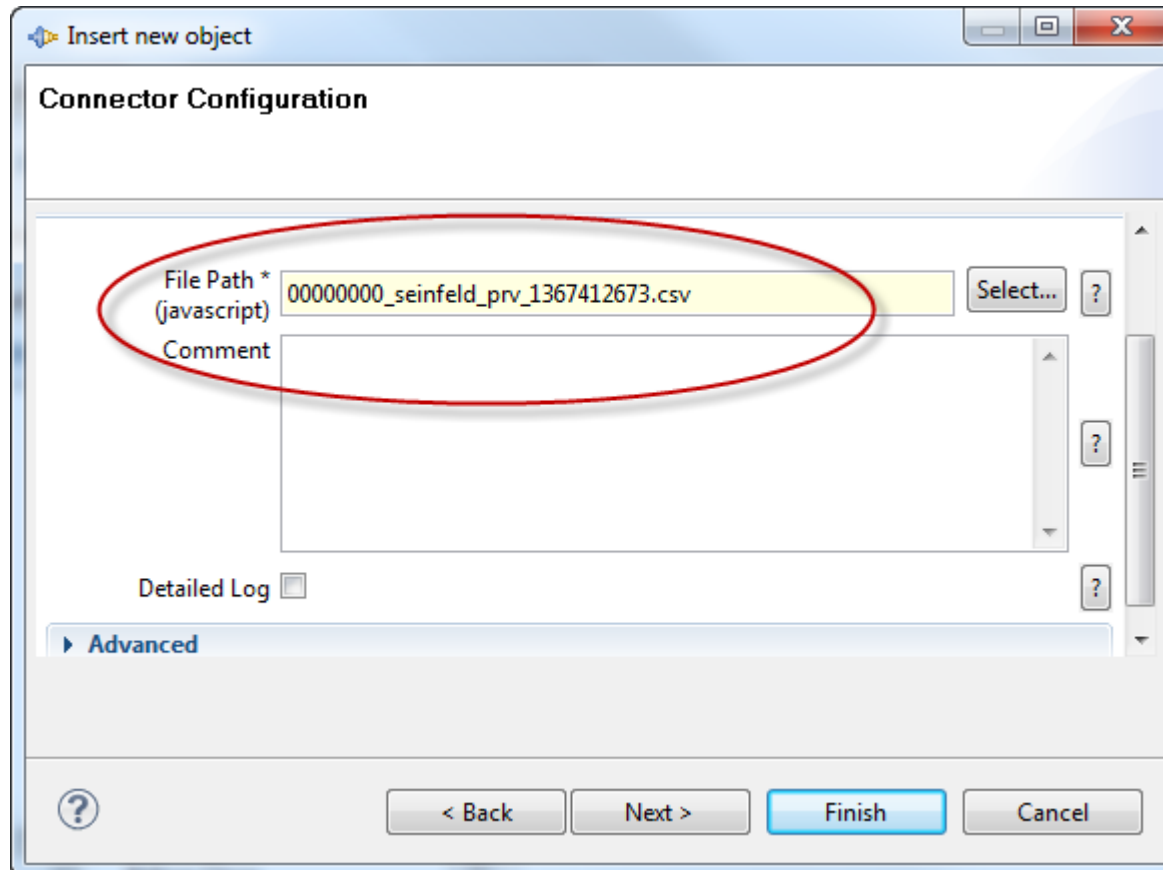 Insert new object
Connector Configuration
File Path *
(javascript)
00000000_seinfeld_prv_1367412673.csv
Select...
?
Comment
?
Detailed Log
?
Advanced
?
< Back
Next >
Finish
Cancel